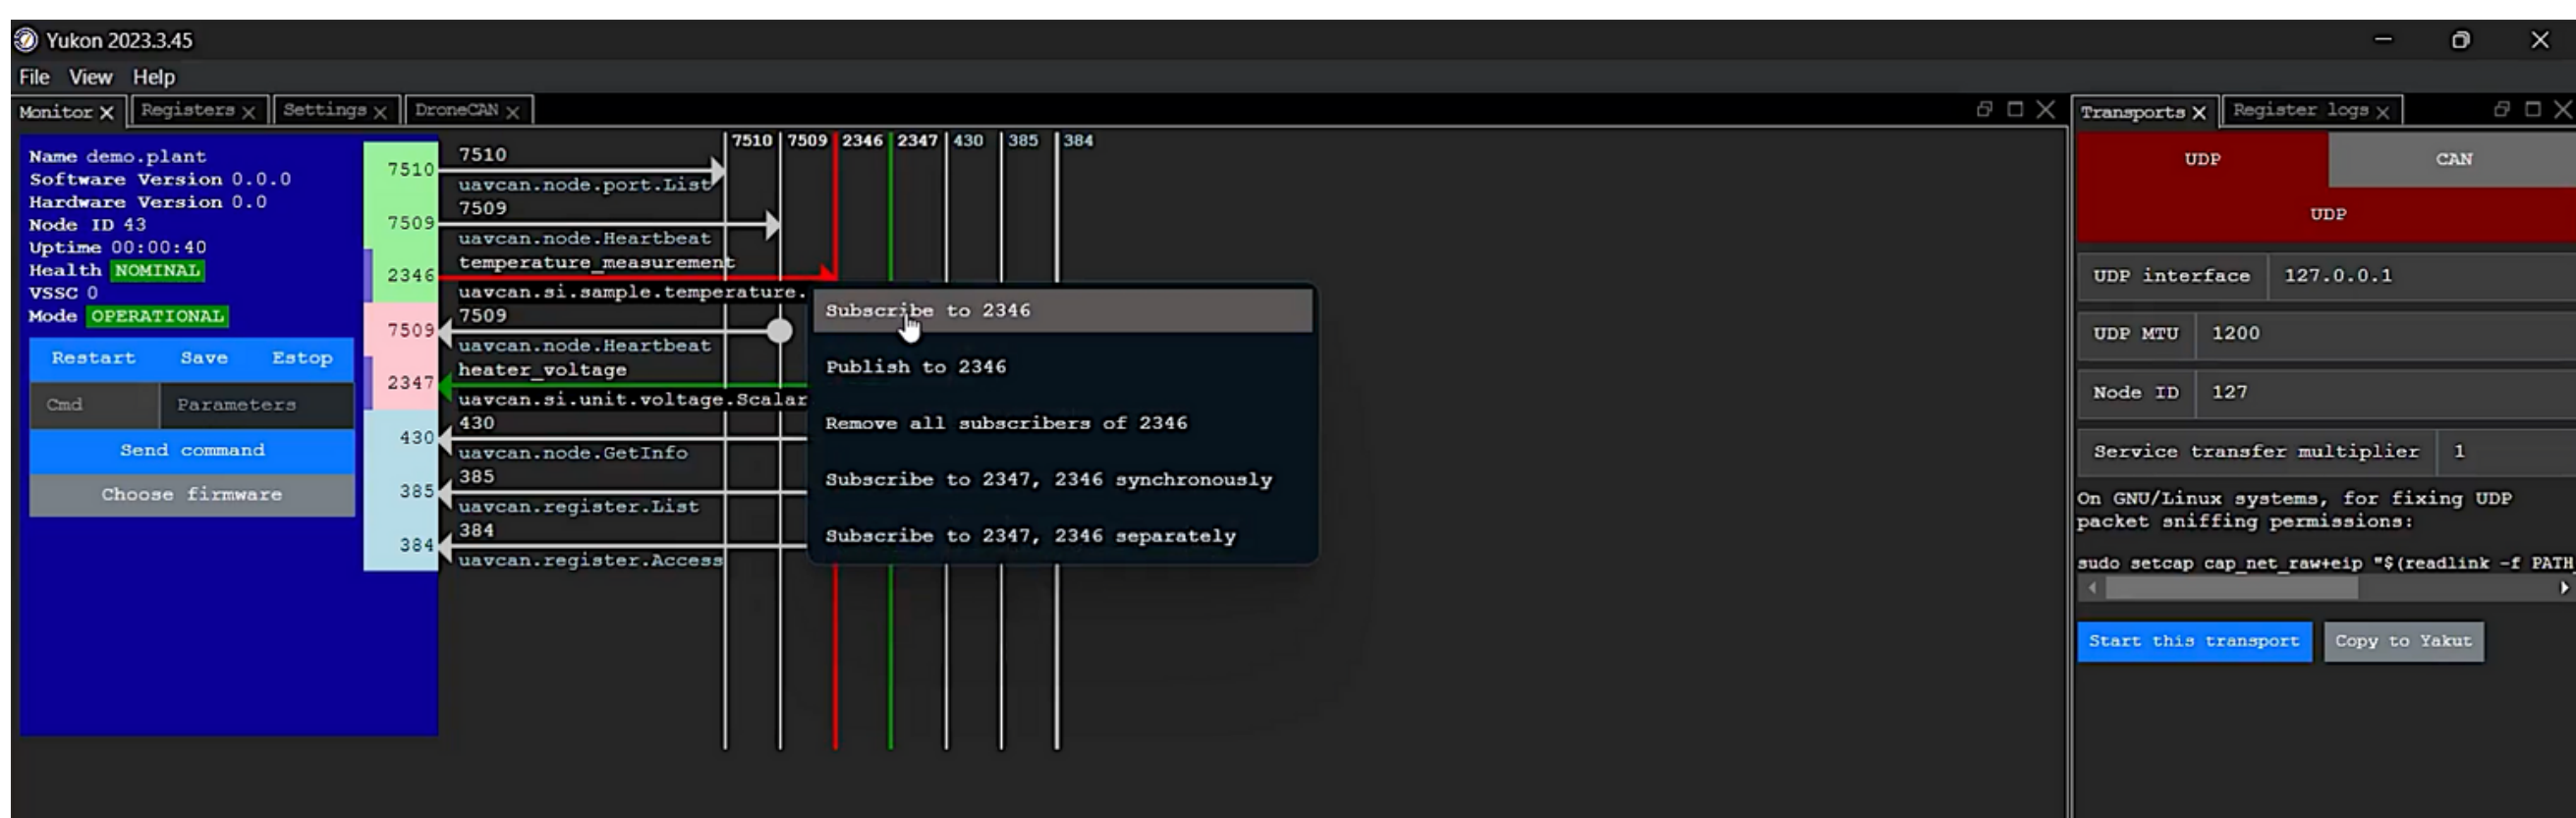 Yukon 2023.3.45
File View Help
Monitor Registers Settings DroneCAN
Name demo.plant
Software Version 0.0.0
Hardware Version 0.0
Node ID 43
Uptime 00:00:40
Health NOMINAL
VSSC 0
Mode OPERATIONAL
Restart Save Estop
Cmd Parameters
Send command
Choose firmware
7510 7509 2346 2347 430 385 384
7510
7510
uavcan.node.port.List
7509
7509
uavcan.node.Heartbeat
temperature_measurement
2346
uavcan.si.sample.temperature.
7509
7509
uavcan.node.Heartbeat
heater_voltage
2347
uavcan.si.unit.voltage.Scalar
430
430
uavcan.node.GetInfo
385
385
uavcan.register.List
384
384
uavcan.register.Access
Subscribe to 2346
Publish to 2346
Remove all subscribers of 2346
Subscribe to 2347, 2346 synchronously
Subscribe to 2347, 2346 separately
Transports Register logs
UDP CAN
UDP
UDP interface 127.0.0.1
UDP MTU 1200
Node ID 127
Service transfer multiplier 1
On GNU/Linux systems, for fixing UDP
packet sniffing permissions:
sudo setcap cap_net_raw+eip "$(readlink -f PATH_
Start this transport Copy to Yakut